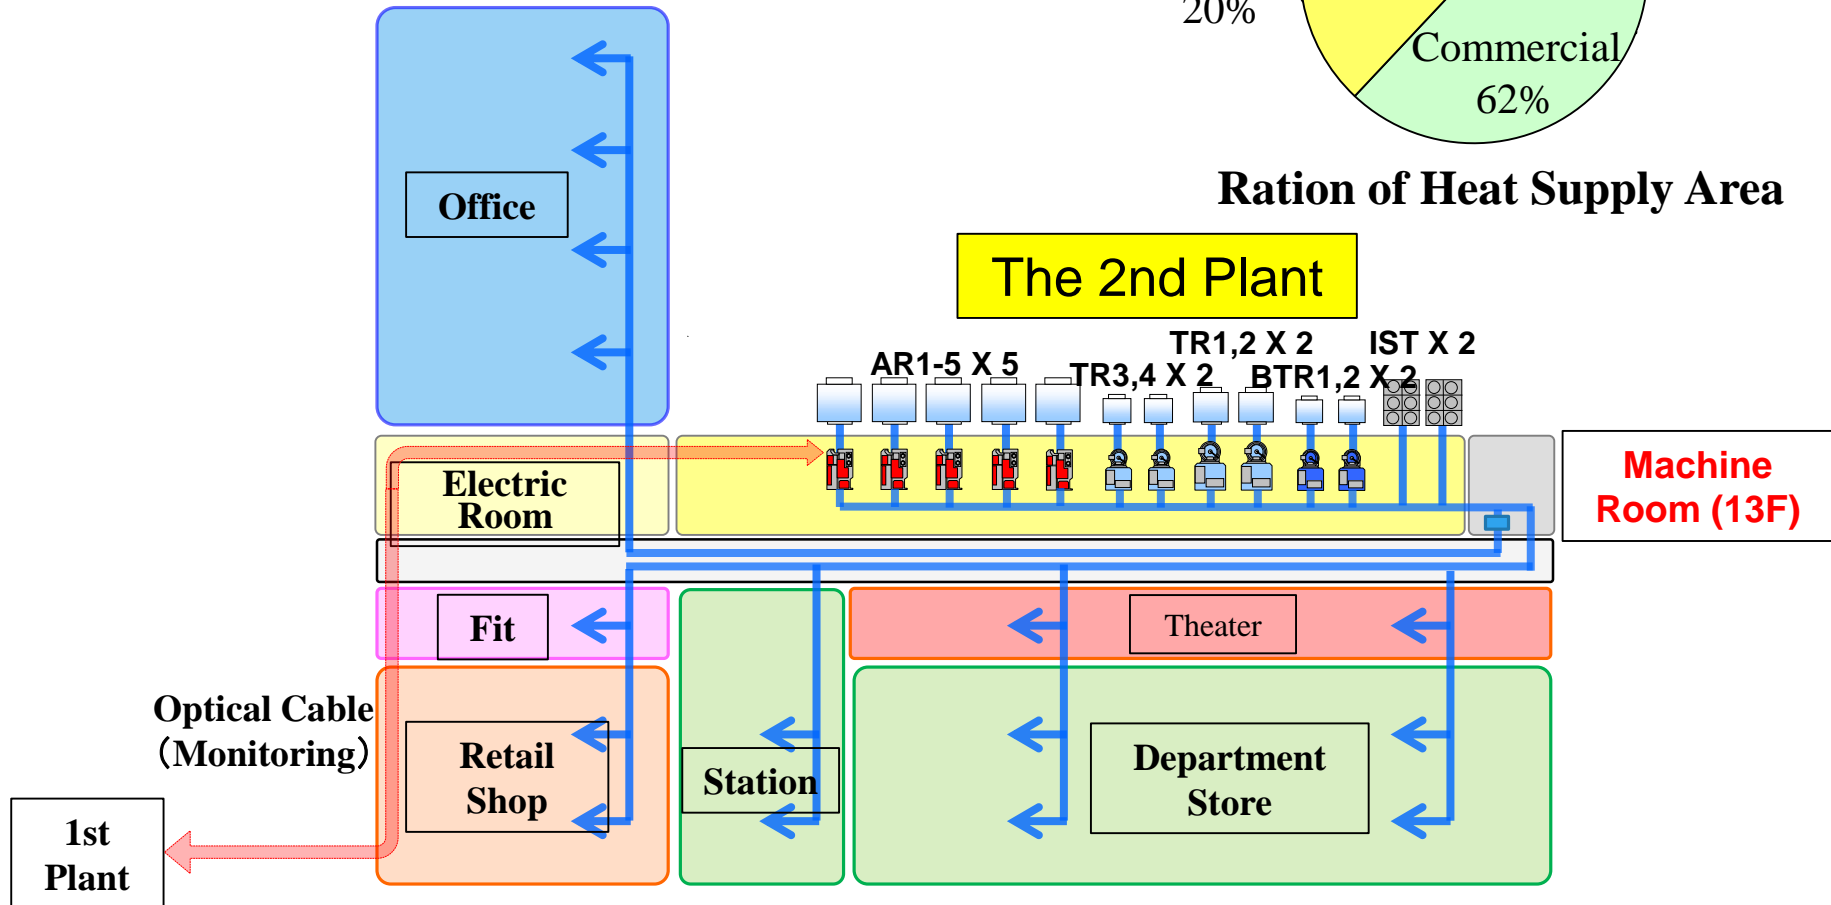 20%
Commercial
62%
Ration of Heat Supply Area
Office
The 2nd Plant
TR1,2 X 2
IST X 2
AR1-5 X 5
TR3,4 X 2
BTR1,2 X 2
Electric
Room
Machine
Room (13F)
Fit
Theater
Optical Cable
（Monitoring）
Retail
Shop
Station
Department
Store
1st
Plant